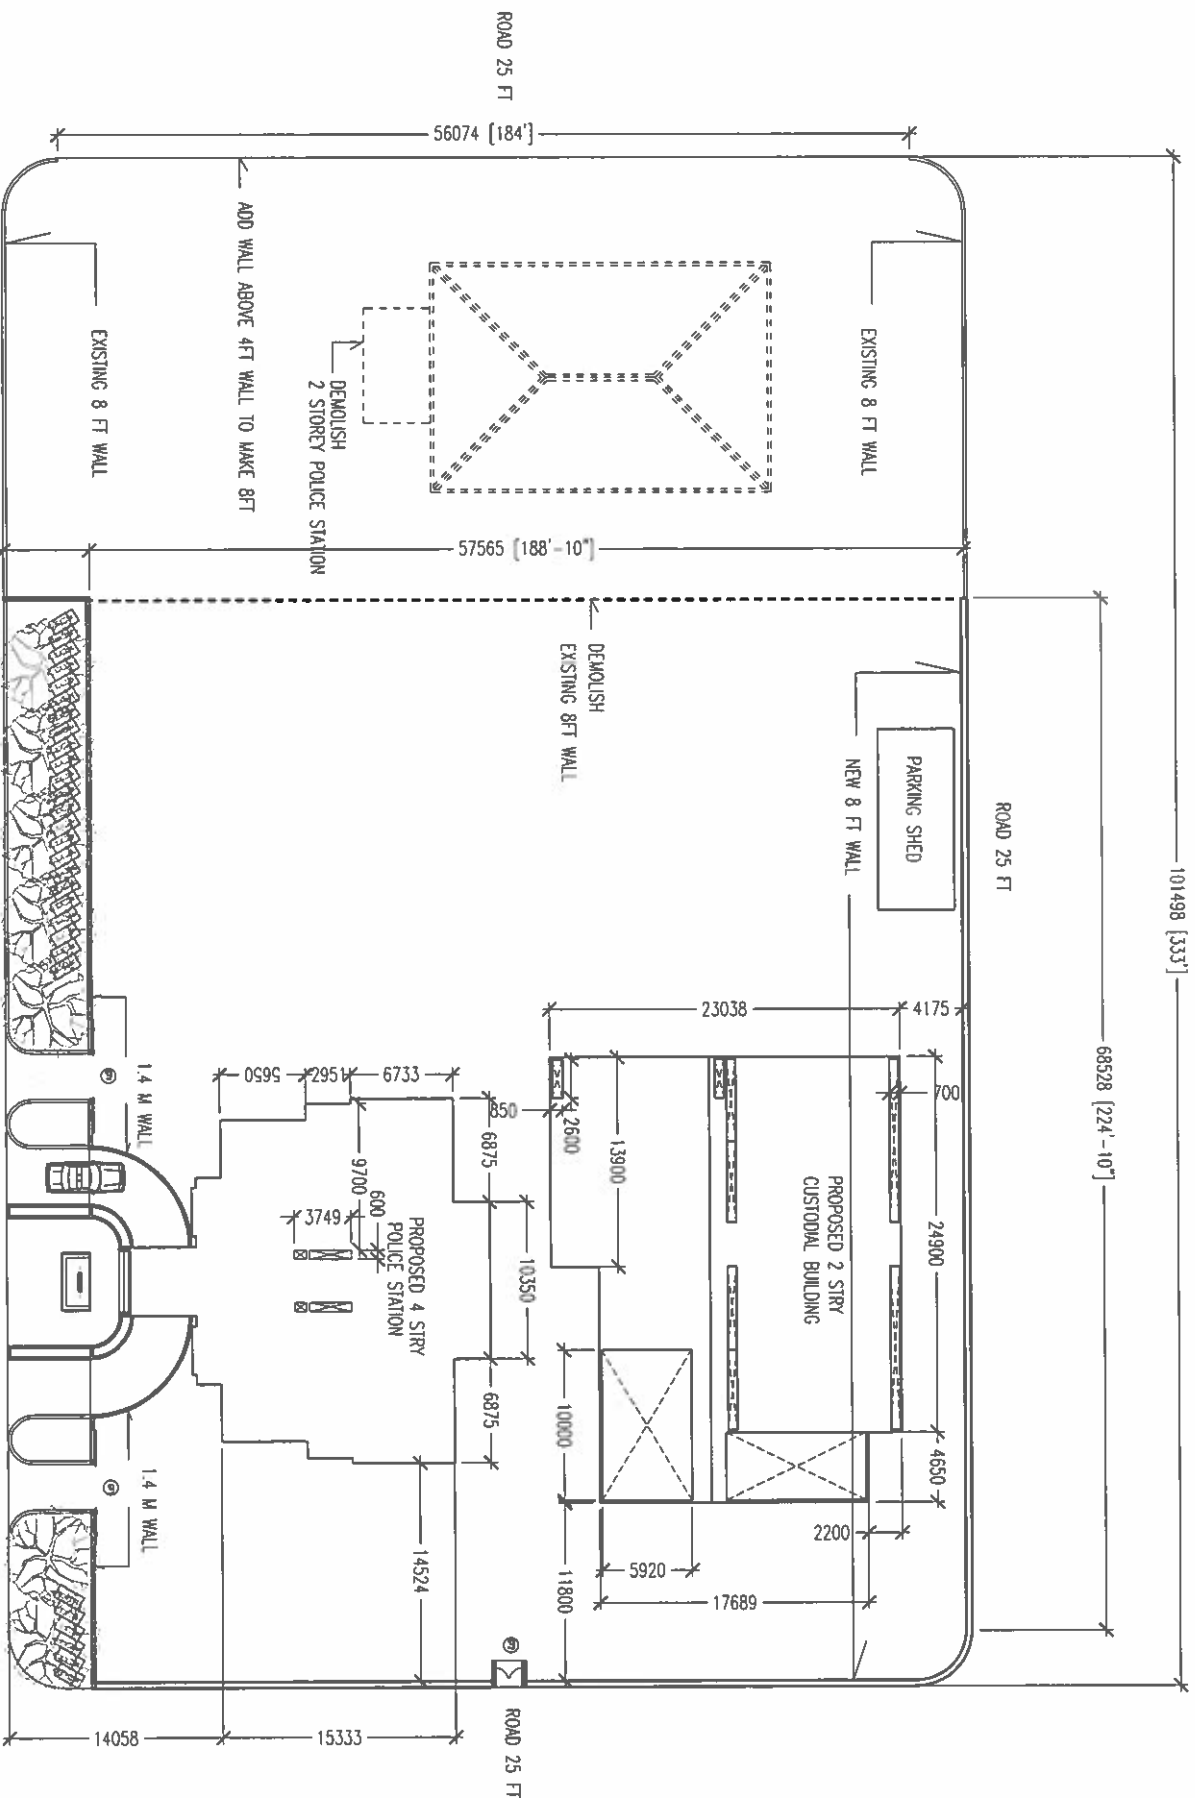 ROAD 25 FT
56074 [184']
101498 [333']
ADD WALL ABOVE 4FT WALL TO MAKE 8FT
EXISTING 8 FT WALL
EXISTING 8 FT WALL
DEMOLISH
2 STOREY POLICE STATION
57565 [188'-10"]
DEMOLISH
EXISTING 8FT WALL
NEW 8 FT WALL
PARKING SHED
ROAD 25 FT
68528 [224'-10"]
23038
4175
700
24900
850
2600
13900
PROPOSED 2 STRY
CUSTODIAL BUILDING
10000
4650
2200
5920
17689
11800
1.4 M WALL
5650
2951
6733
6875
9700
600
3749
10350
PROPOSED 4 STRY
POLICE STATION
6875
14524
1.4 M WALL
14058
15333
ROAD 25 FT